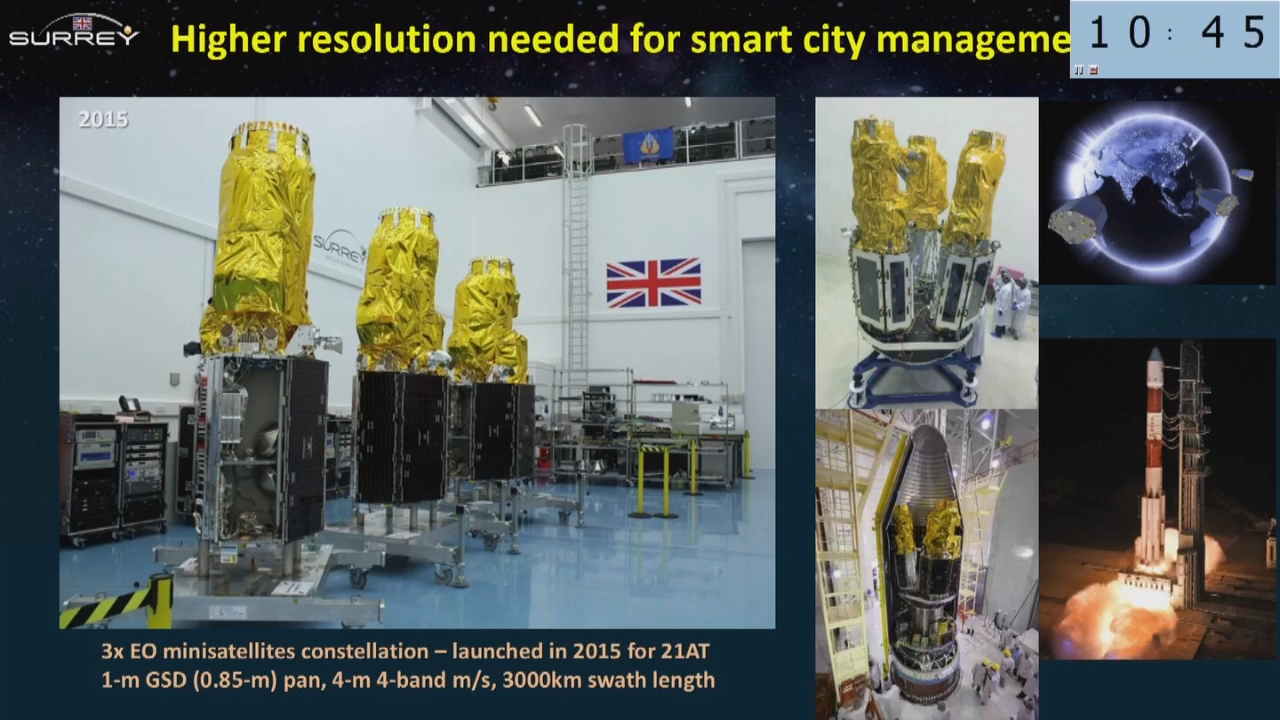 SURREY
Higher resolution needed for smart city manageme
10:45
2015
SURREY
3x EO minisatellites constellation – launched in 2015 for 21AT
1-m GSD (0.85-m) pan, 4-m 4-band m/s, 3000km swath length